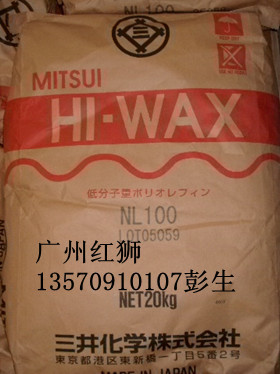 MITSUI
HI-WAX
低分子量ポリオレフィン
NL100
LOT05059
广州红狮
13570910107彭生
NET20kg
三井化学株式会社
東京都港区東新橋一丁目5番2号
MADE IN JAPAN